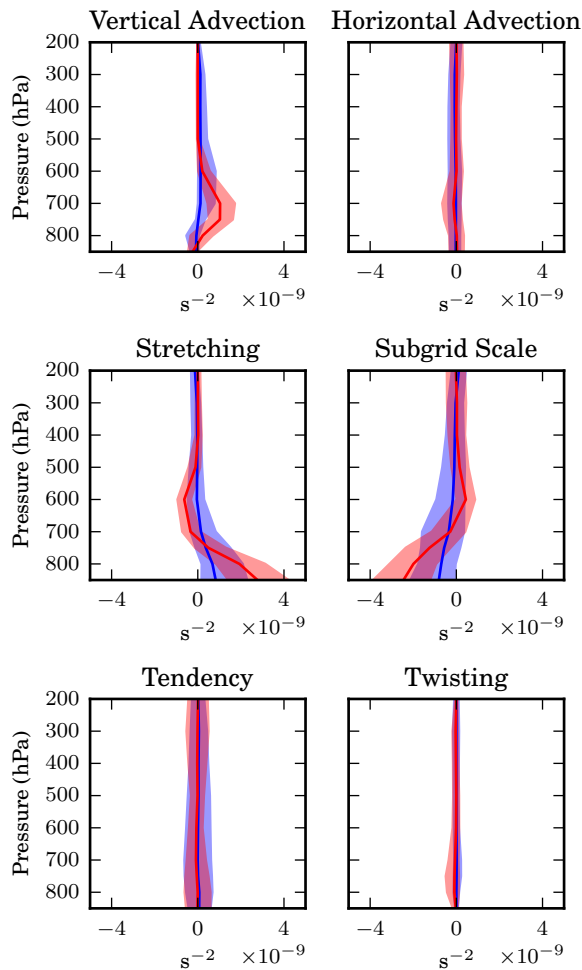 Vertical Advection
Horizontal Advection
Pressure (hPa)
200
300
400
500
600
700
800
−4 0 4
s⁻² ×10⁻⁹
−4 0 4
s⁻² ×10⁻⁹
Stretching
Subgrid Scale
Pressure (hPa)
200
300
400
500
600
700
800
−4 0 4
s⁻² ×10⁻⁹
−4 0 4
s⁻² ×10⁻⁹
Tendency
Twisting
Pressure (hPa)
200
300
400
500
600
700
800
−4 0 4
s⁻² ×10⁻⁹
−4 0 4
s⁻² ×10⁻⁹